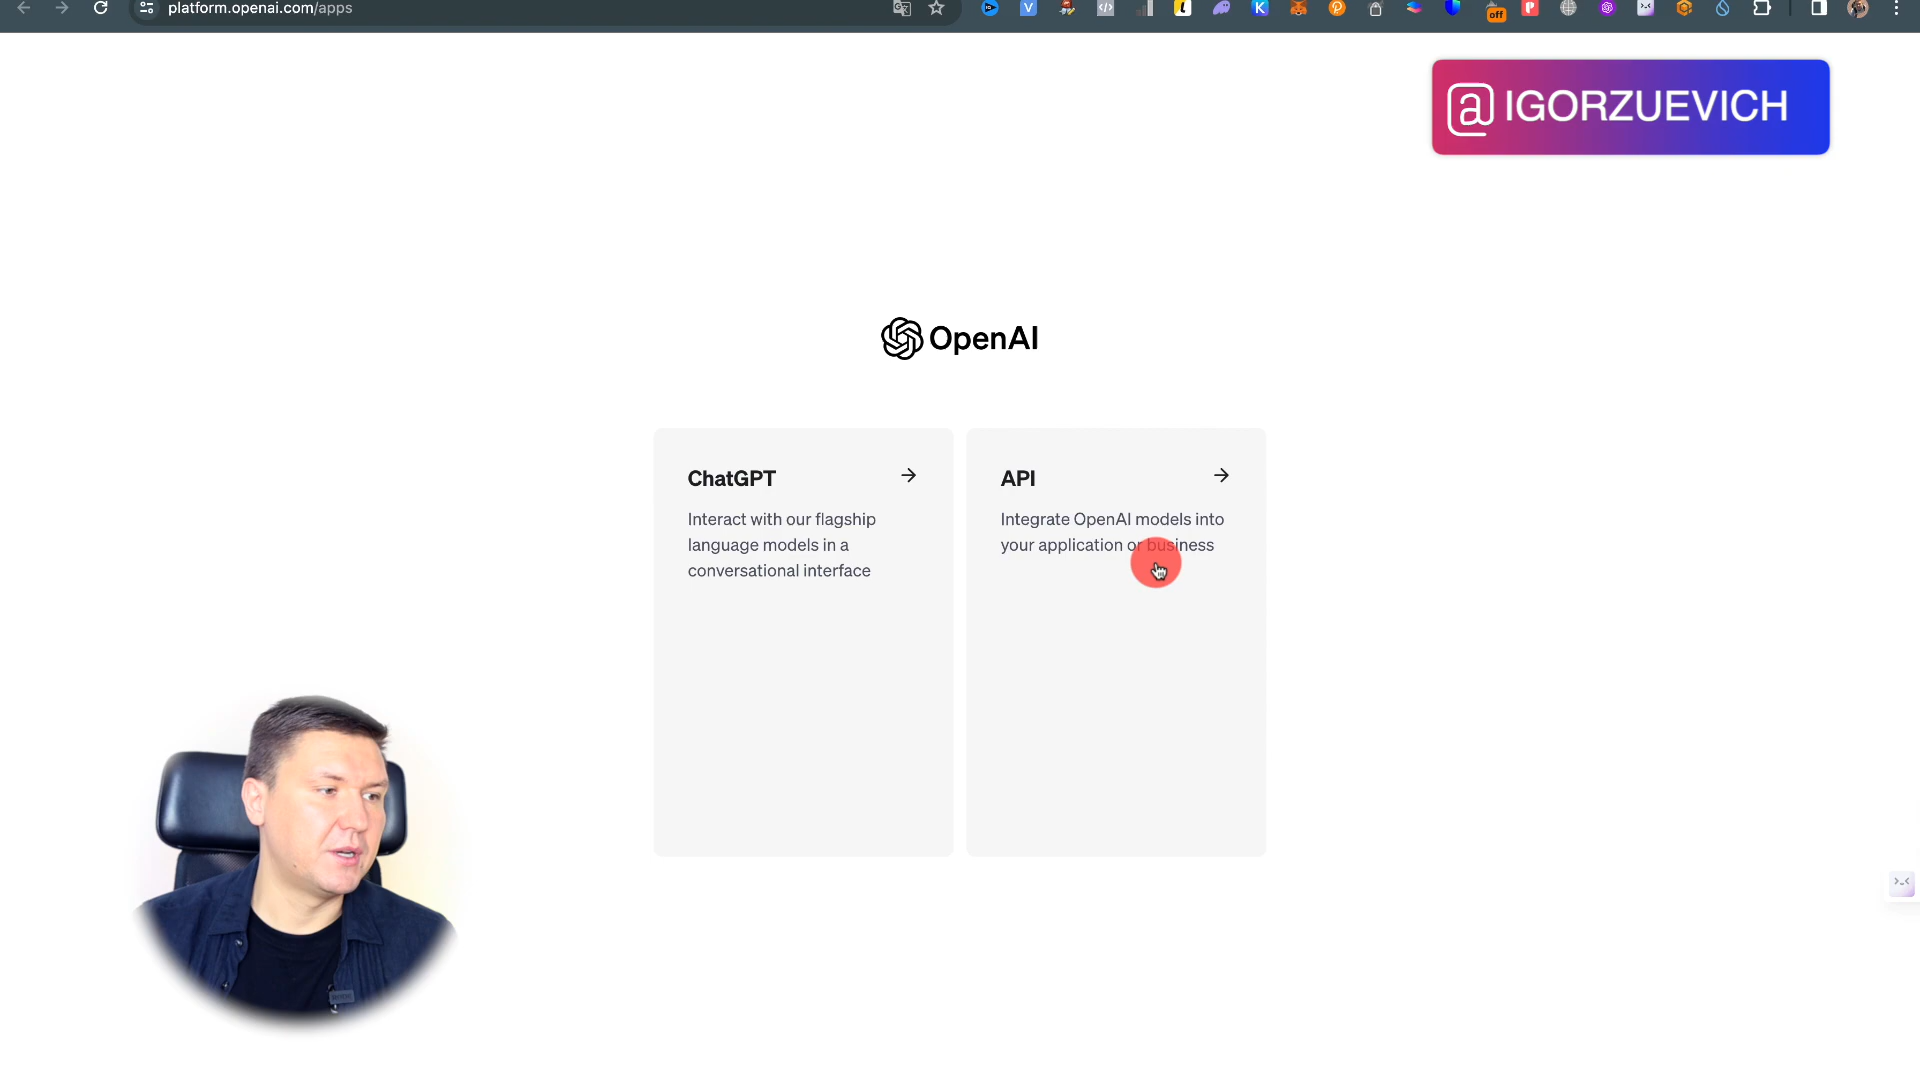 platform.openai.com/apps
off
@IGORZUEVICH
OpenAI
ChatGPT
Interact with our flagship
language models in a
conversational interface
API
Integrate OpenAI models into
your application or business